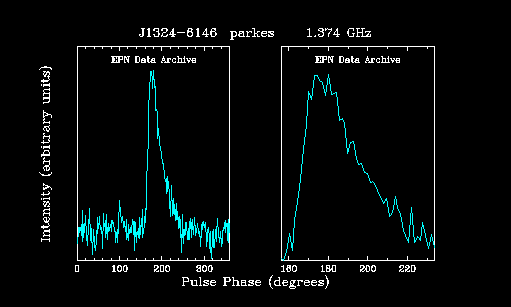 J1324-6146 parkes 1.374 GHz
EPN Data Archive EPN Data Archive
Intensity (arbitrary units)
0 100 200 300 160 180 200 220
Pulse Phase (degrees)